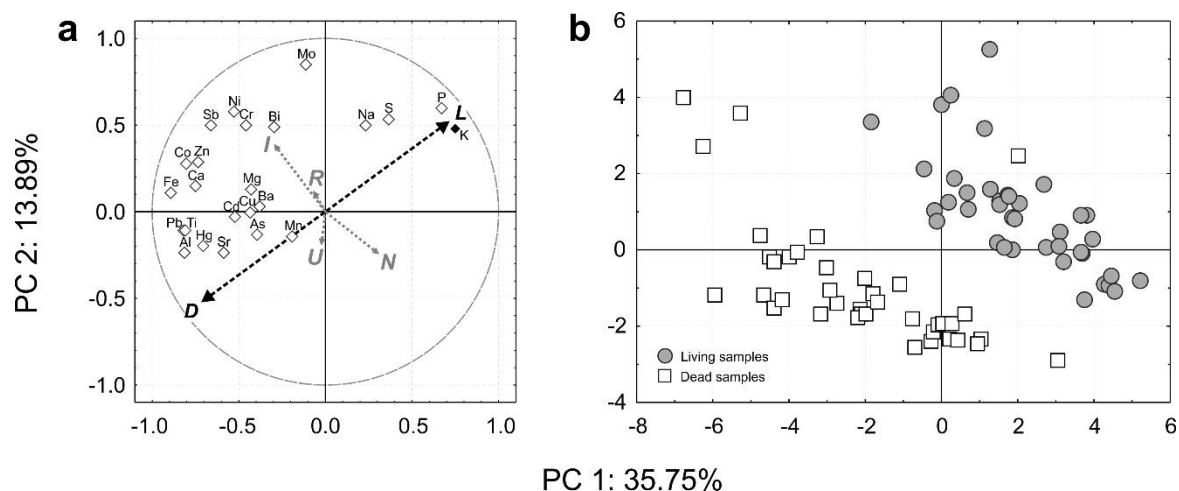 a
b
PC 2: 13.89%
1.0
0.5
0.0
-0.5
-1.0
-1.0
-0.5
0.0
0.5
1.0
Mo
P
L
K
S
Na
Ni
Sb
Cr
Bi
I
Co
Zn
Ca
Fe
R
Mg
Ba
Cu
Cd
As
Mn
Pb
Ti
Al
Hg
Sr
U
N
D
6
4
2
0
-2
-4
-8
-6
-4
-2
0
2
4
6
Living samples
Dead samples
PC 1: 35.75%